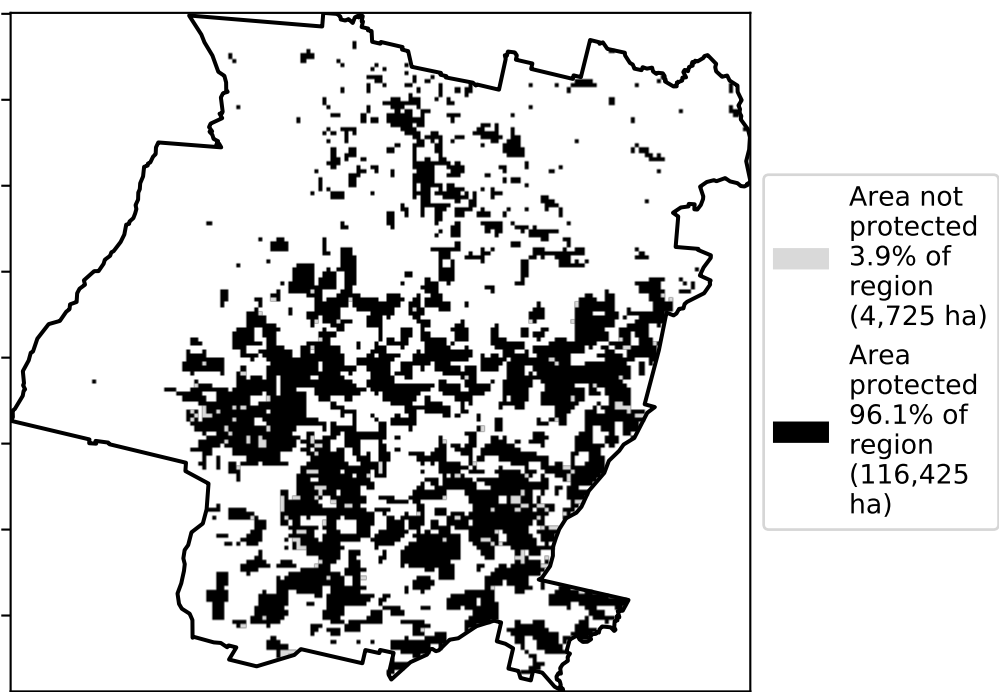 Area not
protected
3.9% of
region
(4,725 ha)
Area
protected
96.1% of
region
(116,425
ha)